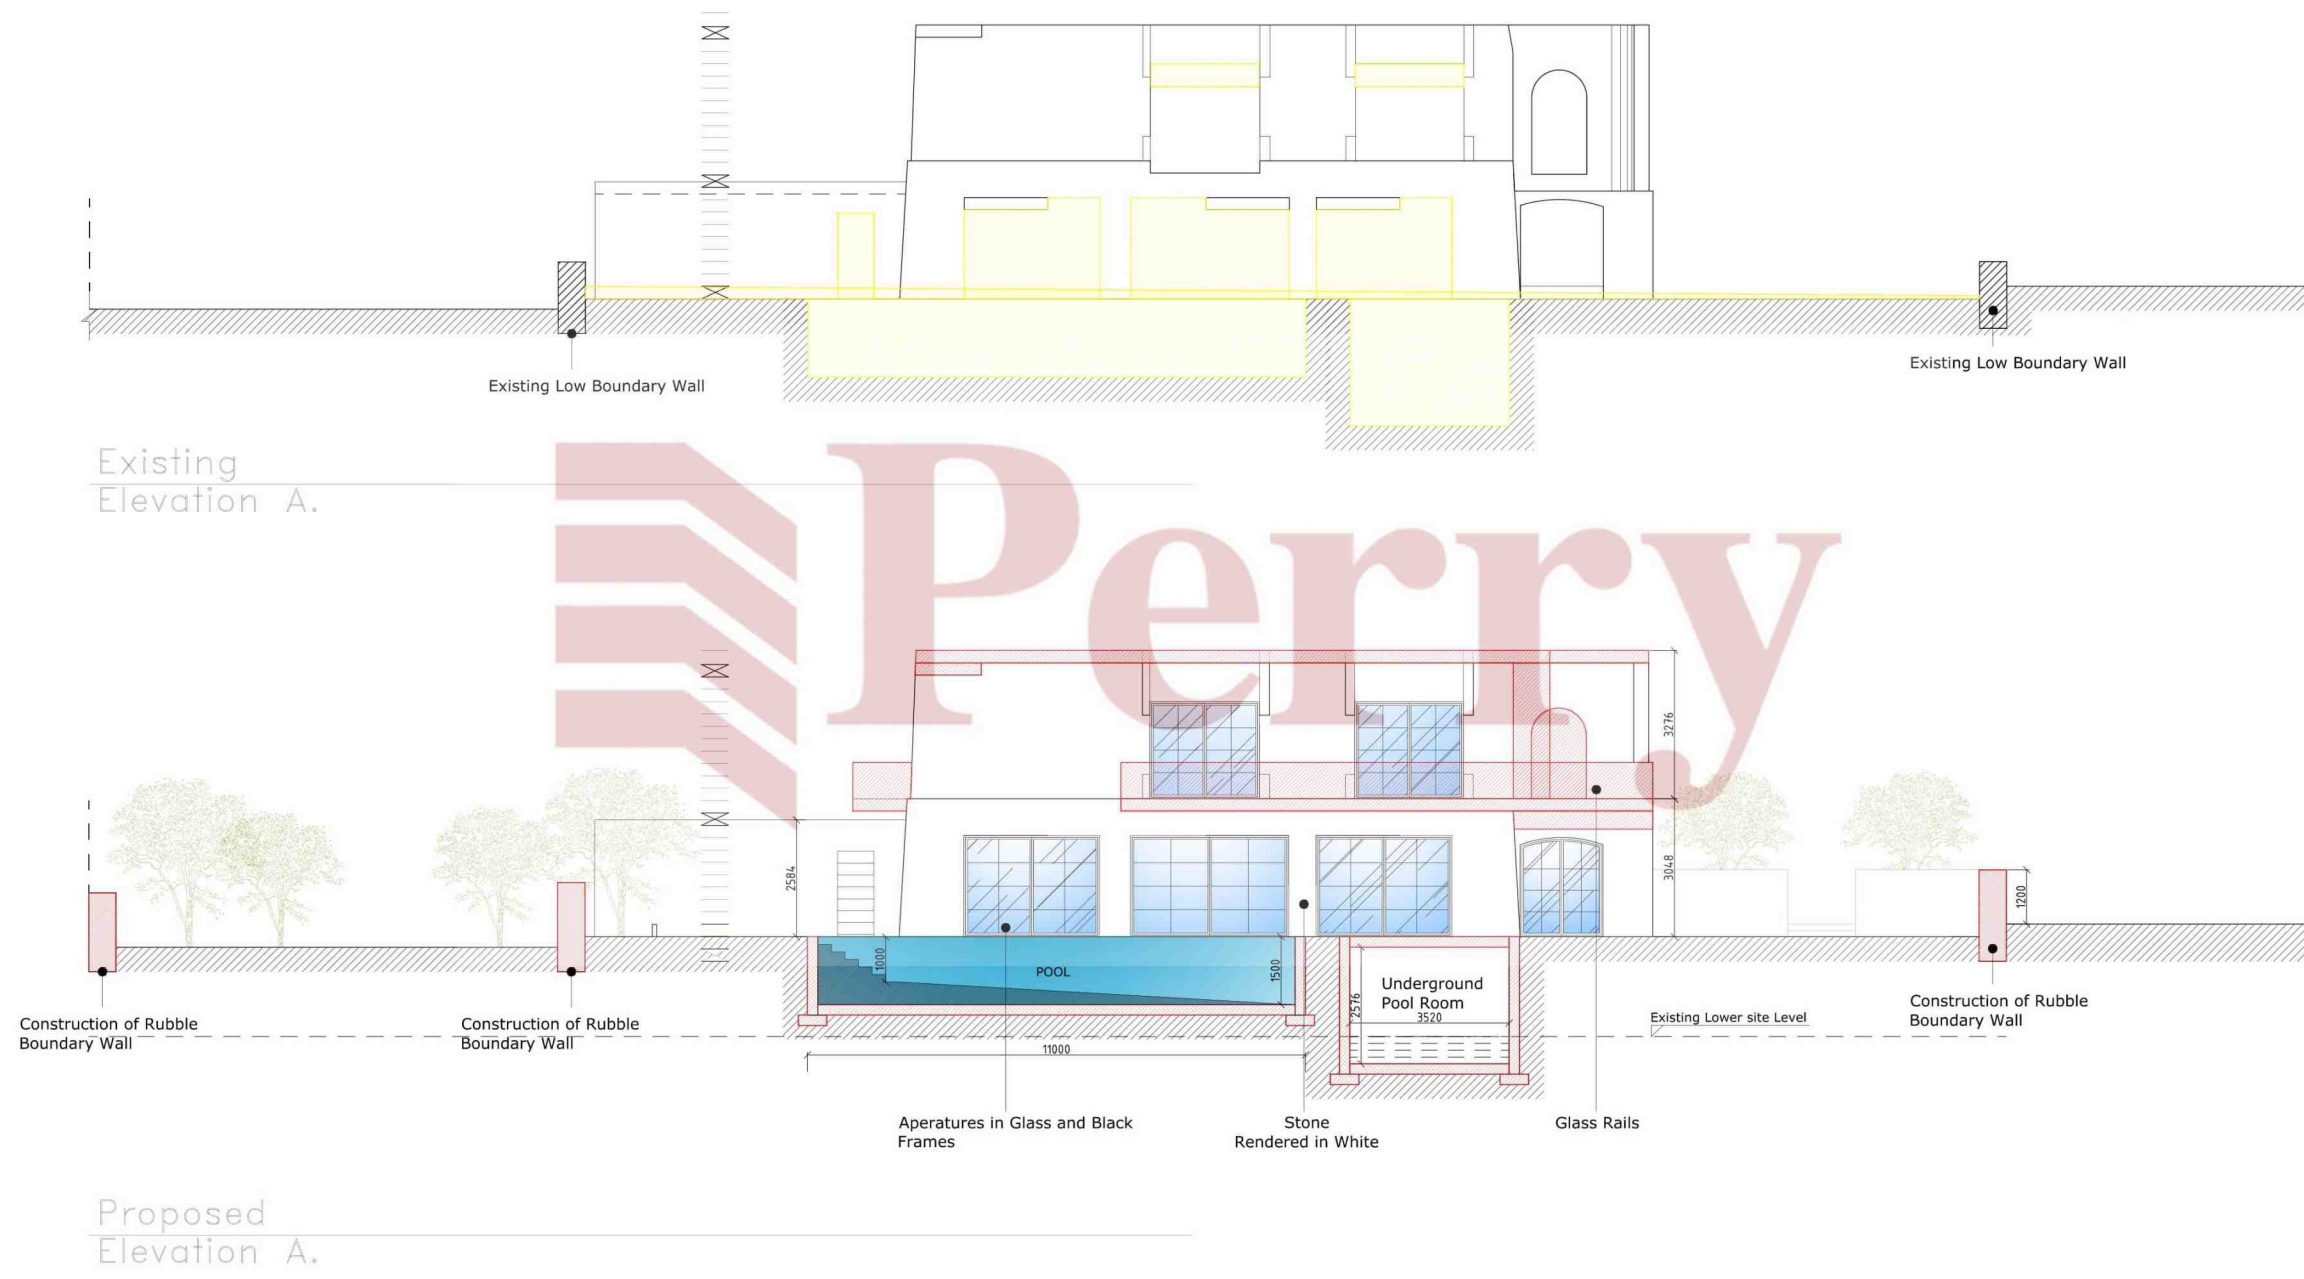 Existing Low Boundary Wall
Existing Low Boundary Wall
Existing
Elevation A.
Perry
3276
2584
3048
1200
1000
POOL
1500
Underground
Pool Room
2576
3520
Existing Lower site Level
Construction of Rubble
Boundary Wall
Construction of Rubble
Boundary Wall
Construction of Rubble
Boundary Wall
11000
Aperatures in Glass and Black
Frames
Stone
Rendered in White
Glass Rails
Proposed
Elevation A.